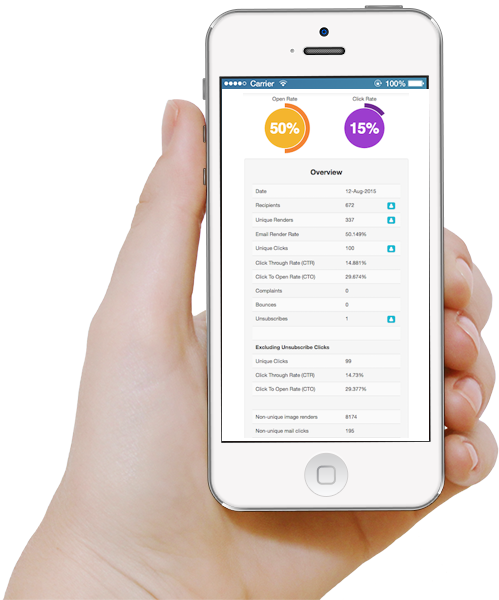 Carrier 100%
Open Rate Click Rate
50% 15%
Overview
Date 12-Aug-2015
Recipients 672
Unique Renders 337
Email Render Rate 50.149%
Unique Clicks 100
Click Through Rate (CTR) 14.881%
Click To Open Rate (CTO) 29.674%
Complaints 0
Bounces 0
Unsubscribes 1
Excluding Unsubscribe Clicks
Unique Clicks 99
Click Through Rate (CTR) 14.73%
Click To Open Rate (CTO) 29.377%
Non-unique image renders 8174
Non-unique mail clicks 195